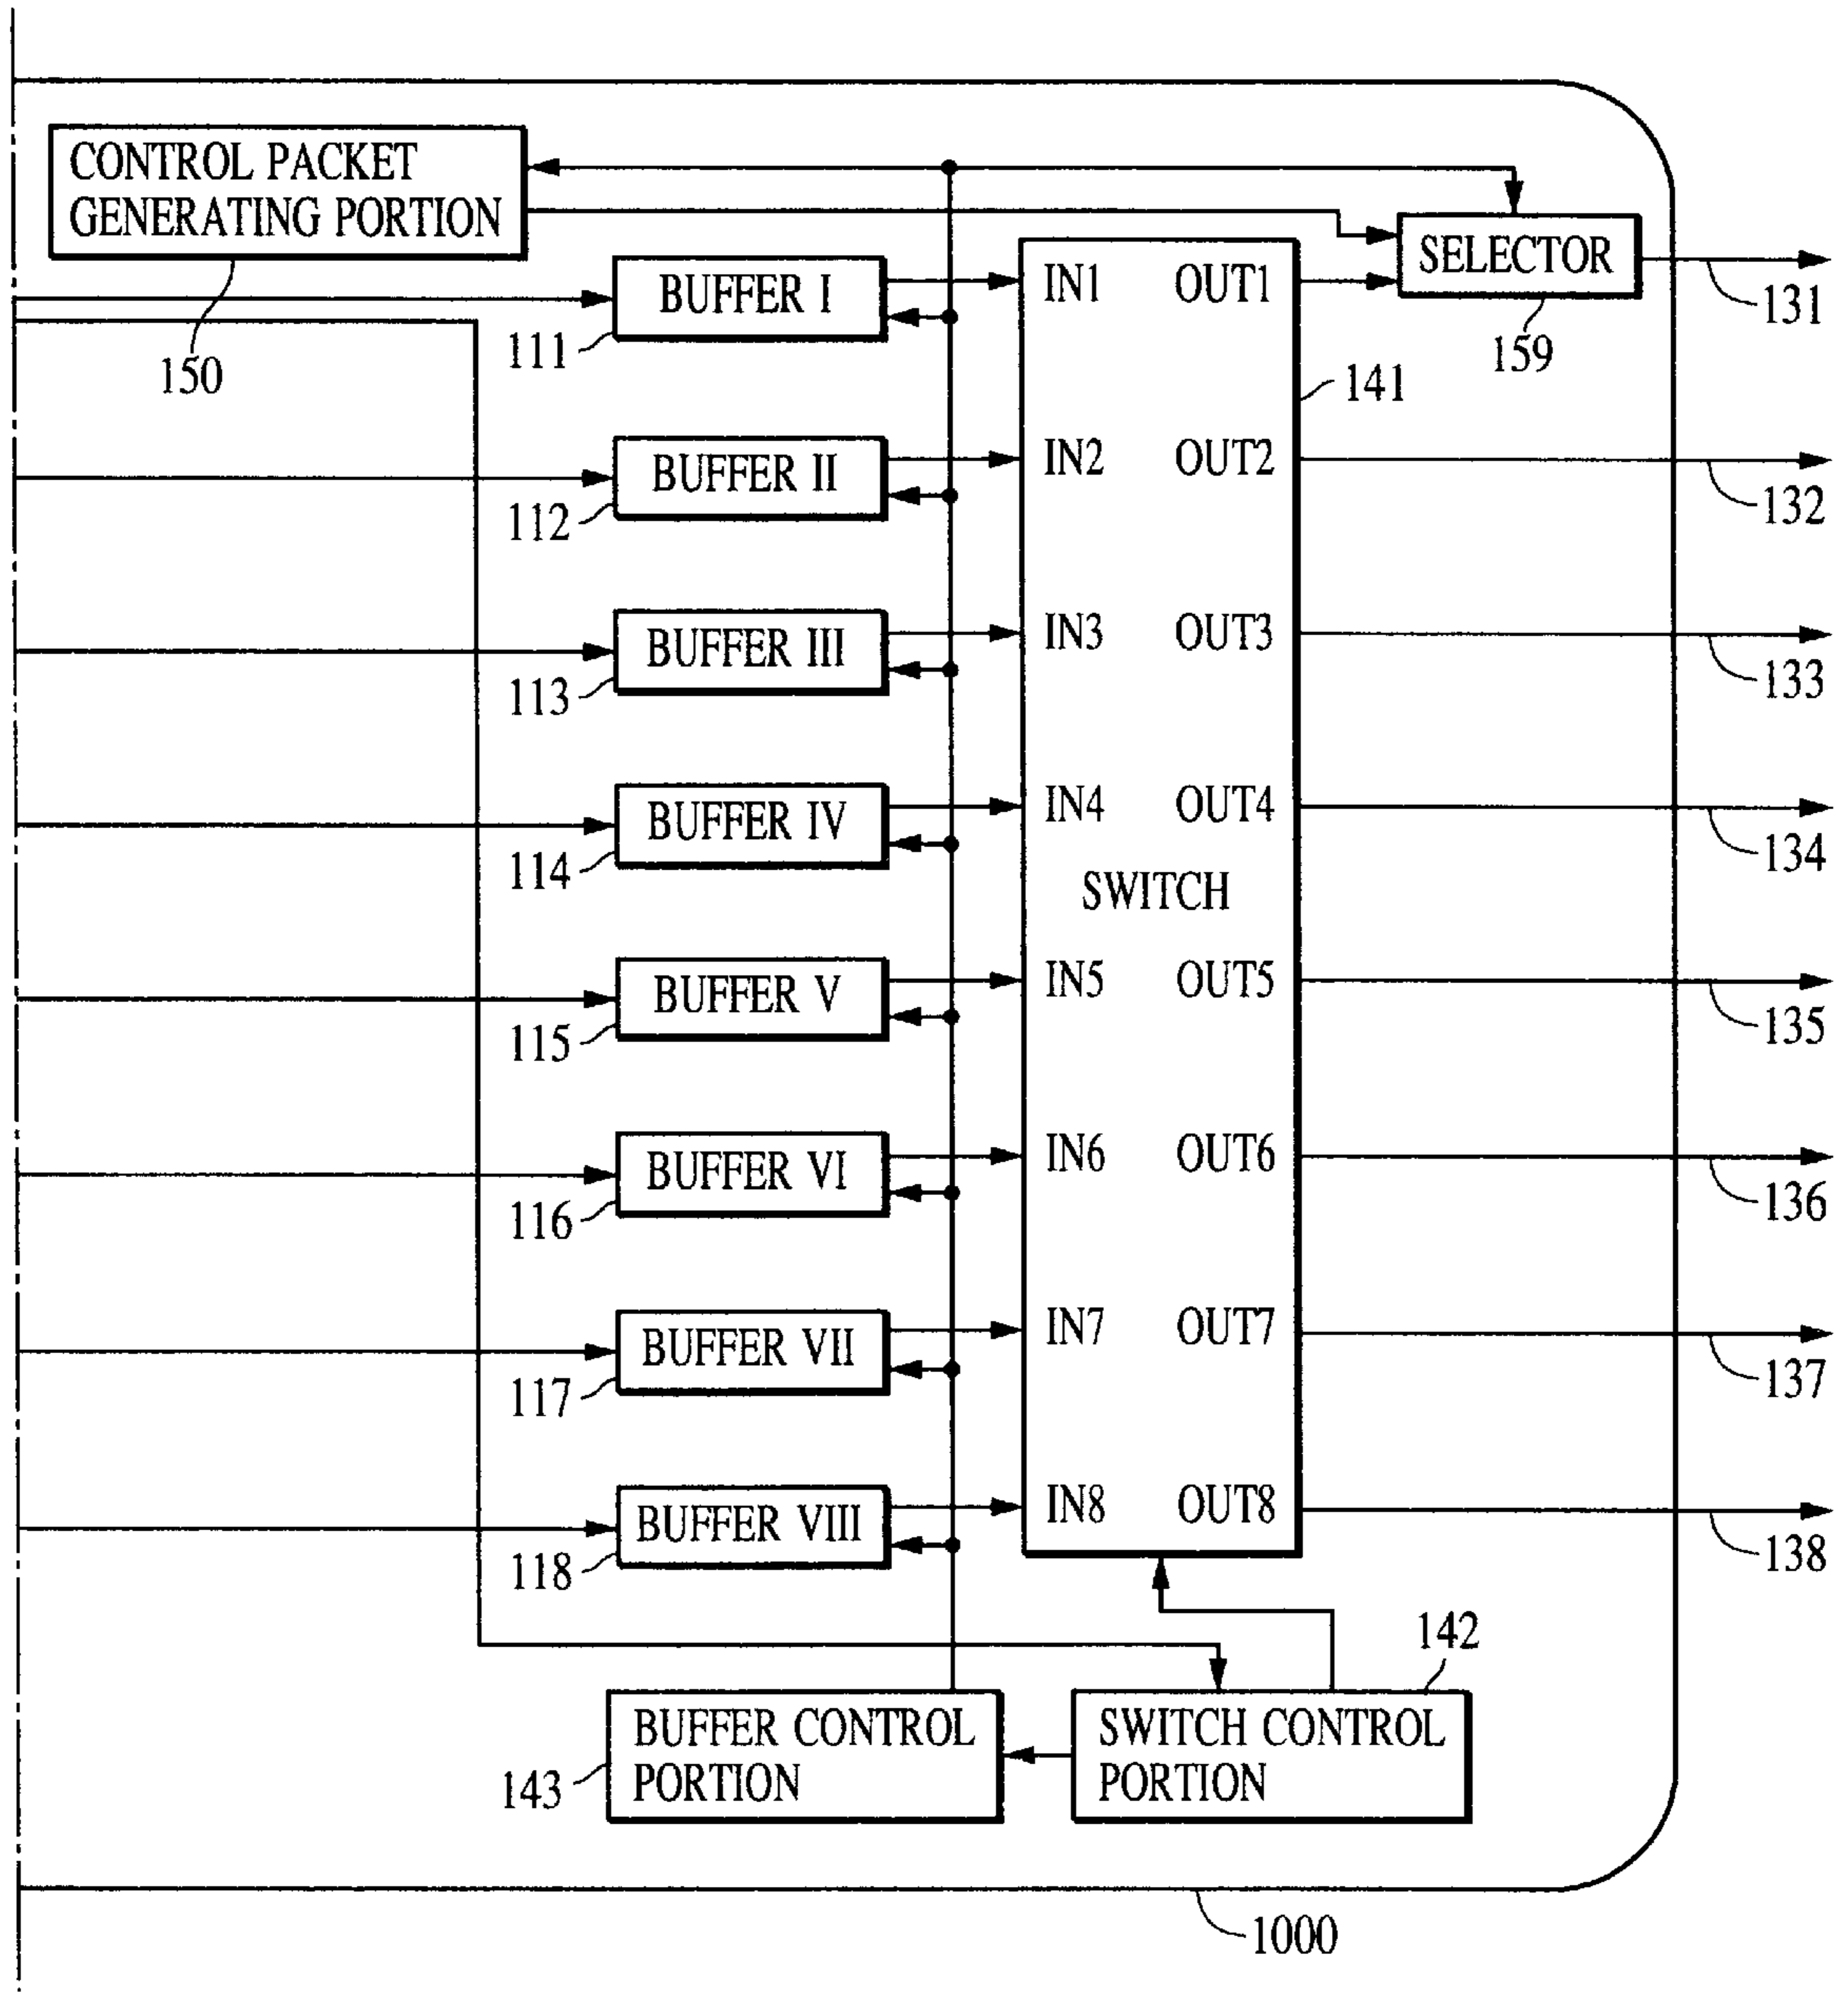 CONTROL PACKET
GENERATING PORTION
150
SELECTOR
159
131
BUFFER I
111
IN1
OUT1
141
BUFFER II
112
IN2
OUT2
132
BUFFER III
113
IN3
OUT3
133
BUFFER IV
114
IN4
OUT4
134
SWITCH
BUFFER V
115
IN5
OUT5
135
BUFFER VI
116
IN6
OUT6
136
BUFFER VII
117
IN7
OUT7
137
BUFFER VIII
118
IN8
OUT8
138
BUFFER CONTROL
PORTION
143
SWITCH CONTROL
PORTION
142
1000